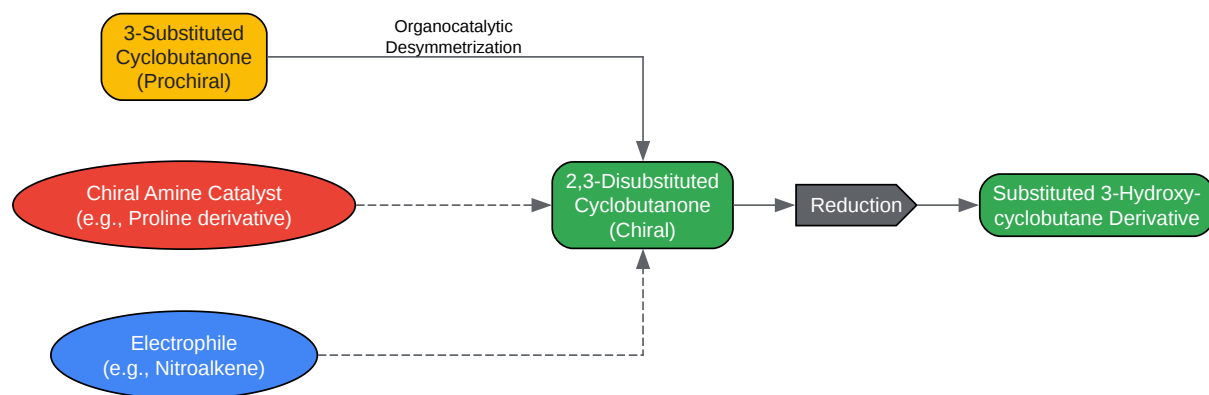 3-Substituted
Cyclobutanone
(Prochiral)
Organocatalytic
Desymmetrization
Chiral Amine Catalyst
(e.g., Proline derivative)
2,3-Disubstituted
Cyclobutanone
(Chiral)
Reduction
Substituted 3-Hydroxy-
cyclobutane Derivative
Electrophile
(e.g., Nitroalkene)